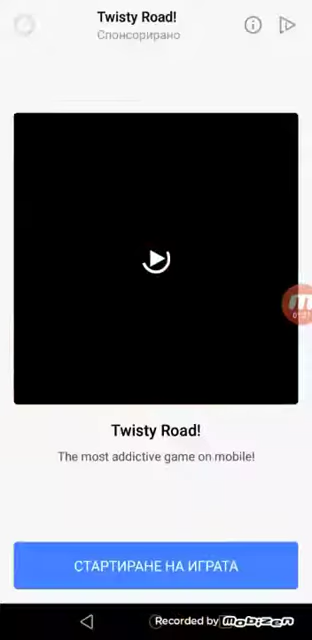 Twisty Road!
Спонсорирано
Twisty Road!
The most addictive game on mobile!
СТАРТИРАНЕ НА ИГРАТА
Recorded by mobizen